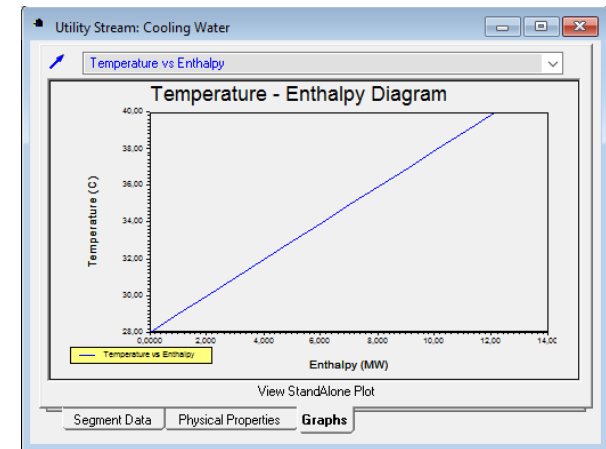 Utility Stream: Cooling Water
Temperature vs Enthalpy
Temperature - Enthalpy Diagram
40,00
38,00
36,00
34,00
32,00
30,00
28,00
Temperature (C)
0,0000 2,000 4,000 6,000 8,000 10,00 12,00 14,00
Temperature vs Enthalpy
Enthalpy (MW)
View StandAlone Plot
Segment Data Physical Properties Graphs